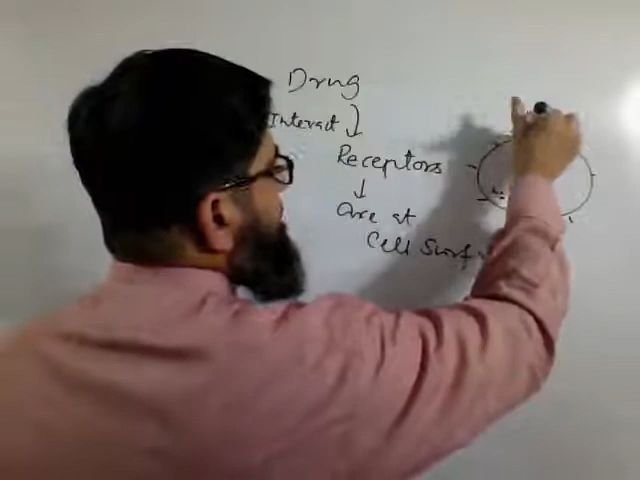 Drug
Interact
Receptors
Are at
Cell Surf